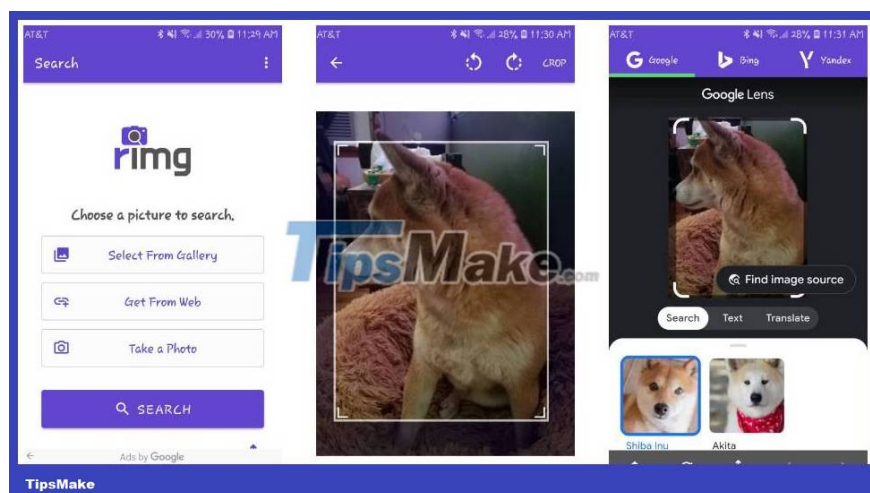 AT&T 30% 11:29 AM
Search
rimg
Choose a picture to search.
Select From Gallery
Get From Web
Take a Photo
SEARCH
Ads by Google
AT&T 28% 11:30 AM
CROP
AT&T 28% 11:31 AM
Google Bing Yandex
Google Lens
Find image source
Search Text Translate
Shiba Inu Akita
TipsMake.com
TipsMake